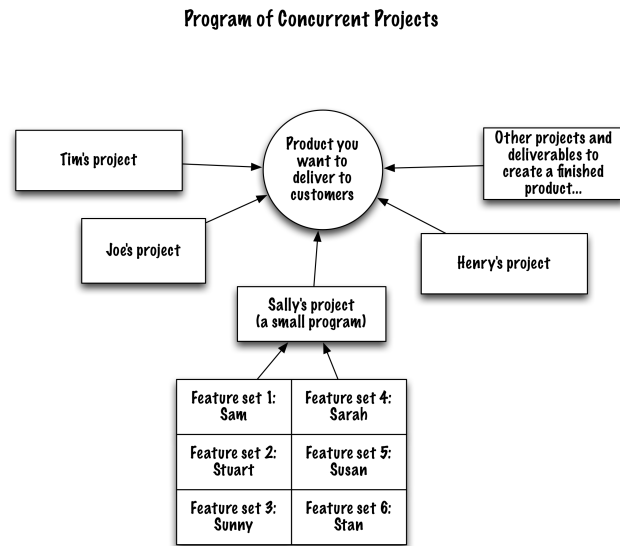 Program of Concurrent Projects
Product you
want to
deliver to
customers
Tim's project
Other projects and
deliverables to
create a finished
product...
Joe's project
Henry's project
Sally's project
(a small program)
Feature set 1:
Sam
Feature set 4:
Sarah
Feature set 2:
Stuart
Feature set 5:
Susan
Feature set 3:
Sunny
Feature set 6:
Stan